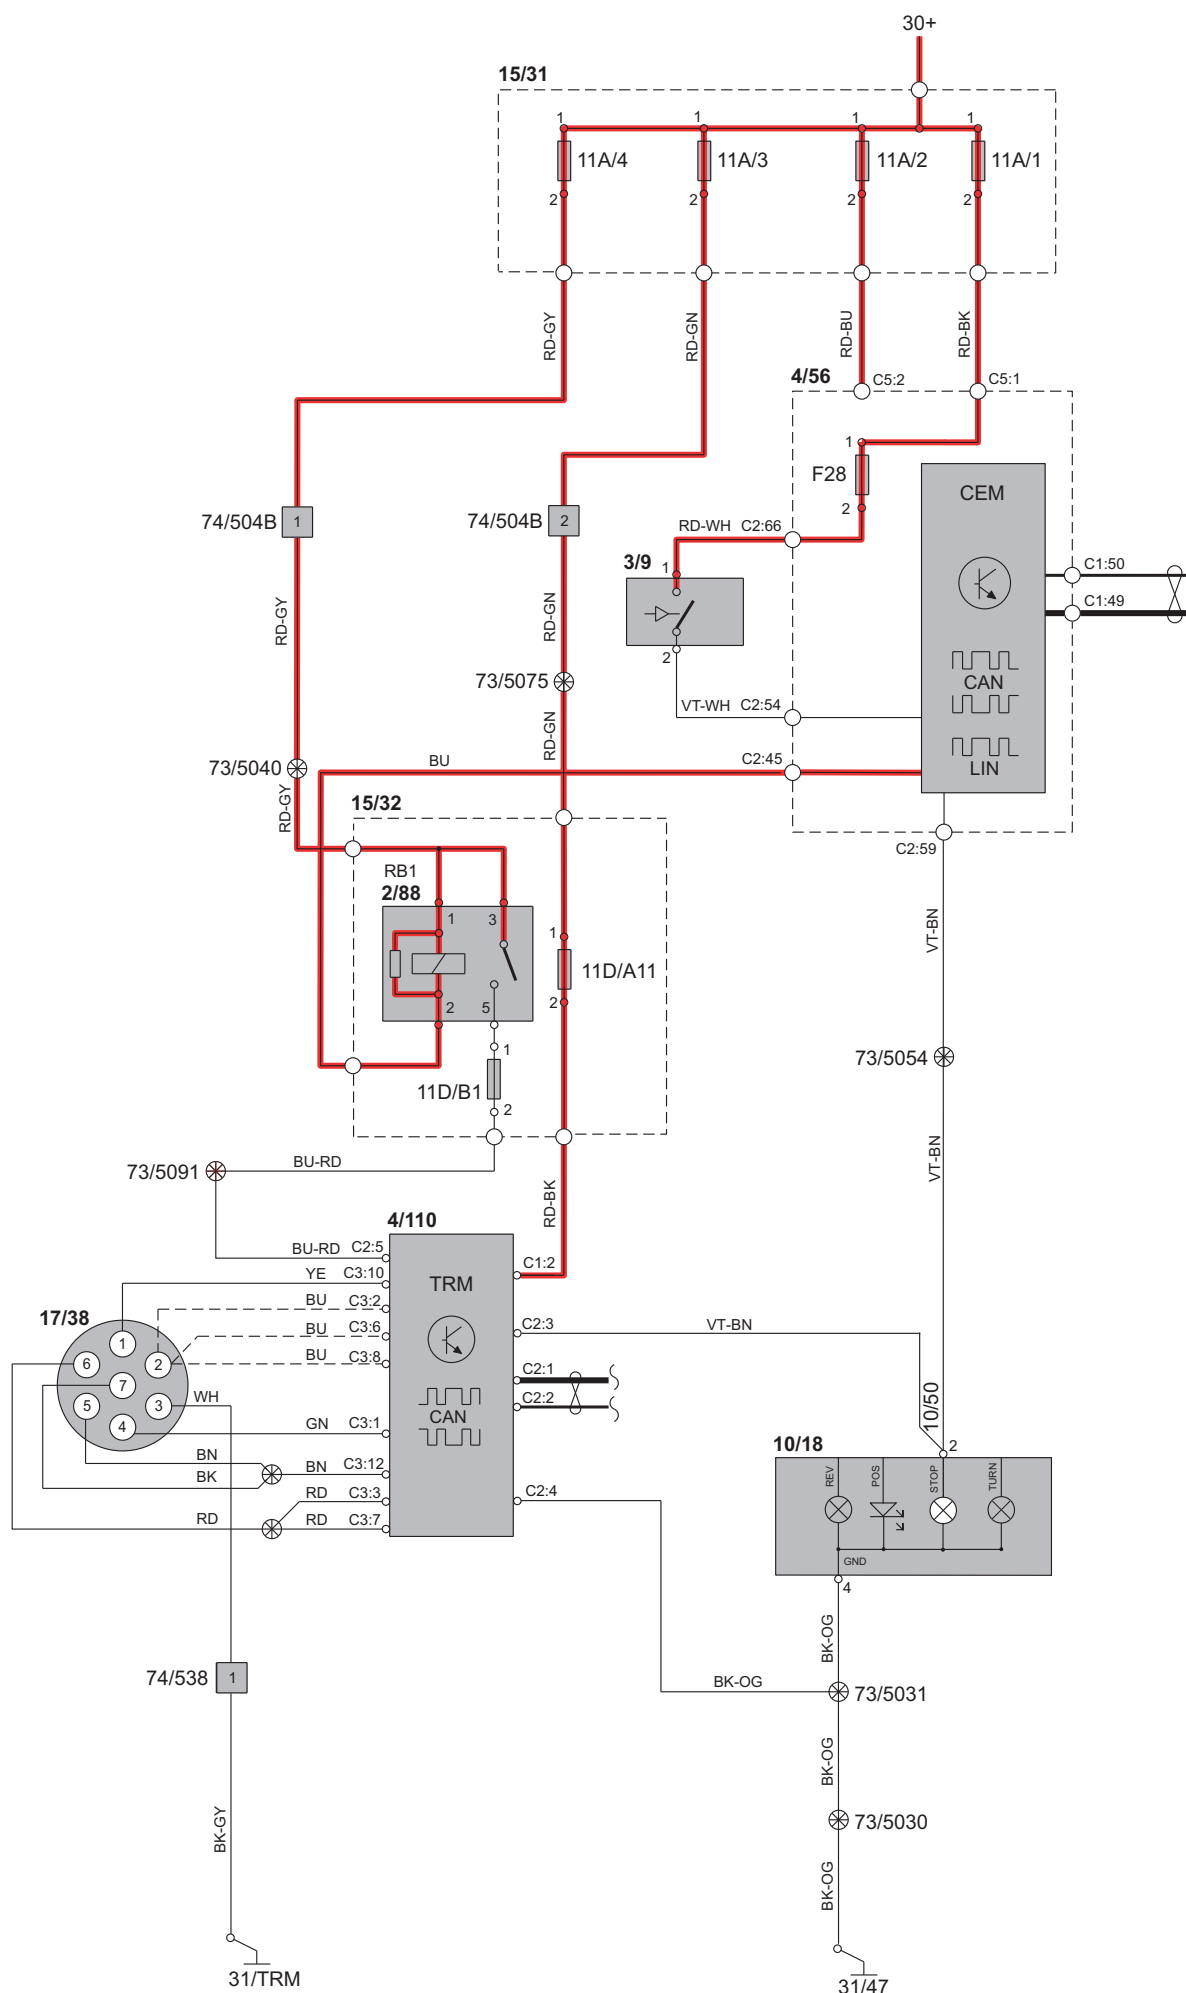 30+
15/31
1 1 1 1
11A/4 11A/3 11A/2 11A/1
2 2 2 2
RD-GY RD-GN RD-BU RD-BK
4/56 C5:2 C5:1
1
F28
2
CEM
74/504B 1
74/504B 2
RD-WH C2:66
3/9
1
C1:50
C1:49
RD-GY RD-GN
2
CAN
73/5075
VT-WH C2:54
RD-GN
LIN
73/5040
BU C2:45
RD-GY
15/32
C2:59
RB1
2/88
1 3
VT-BN
1
11D/A11
2
2 5
1
73/5054
11D/B1
2
BU-RD
73/5091
VT-BN
RD-BK
4/110
BU-RD C2:5
C1:2
YE C3:10
TRM
BU C3:2
17/38
BU C3:6
C2:3 VT-BN
BU C3:8
1
6 2
7
5 3
4
C2:1
C2:2
WH
CAN
GN C3:1
10/50
BN
BN C3:12
BK
10/18
2
REV POS STOP TURN
RD C3:3
C2:4
RD RD C3:7
GND
4
BK-OG
74/538 1
BK-OG
73/5031
BK-OG
73/5030
BK-GY
BK-OG
31/TRM
31/47